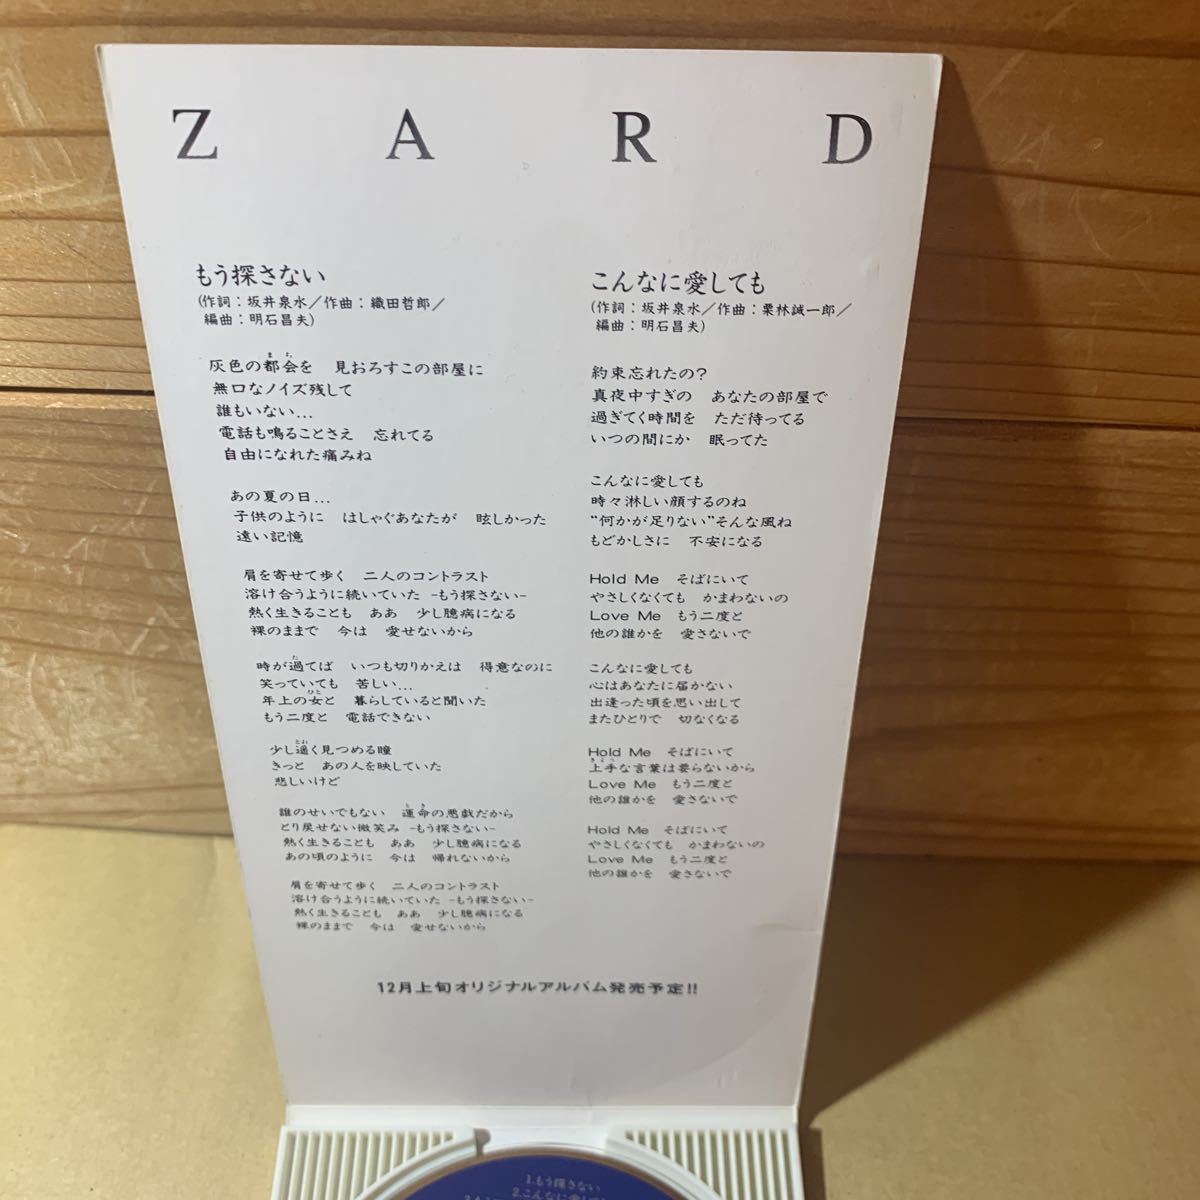 ZARD
もう探さない
(作詞:坂井泉水／作曲:織田哲郎／
編曲:明石昌夫)
灰色の都会を　見おろすこの部屋に
無口なノイズ残して
誰もいない…
電話も鳴ることさえ　忘れてる
自由になれた痛みね
あの夏の日…
子供のように　はしゃぐあなたが　眩しかった
遠い記憶
肩を寄せて歩く　二人のコントラスト
溶け合うように続いていた -もう探さない-
熱く生きることも　ああ　少し臆病になる
裸のままで　今は　愛せないから
時が過てば　いつも切りかえは　得意なのに
笑っていても　苦しい…
年上の女と　暮らしていると聞いた
もう二度と　電話できない
少し遥く見つめる瞳
きっと　あの人を映していた
悲しいけど
誰のせいでもない　運命の悪戯だから
とり戻せない微笑み -もう探さない-
熱く生きることも　ああ　少し臆病になる
あの頃のように　今は　帰れないから
肩を寄せて歩く　二人のコントラスト
溶け合うように続いていた -もう探さない-
熱く生きることも　ああ　少し臆病になる
裸のままで　今は　愛せないから
こんなに愛しても
(作詞:坂井泉水／作曲:栗林誠一郎／
編曲:明石昌夫)
約束忘れたの?
真夜中すぎの　あなたの部屋で
過ぎてく時間を　ただ待ってる
いつの間にか　眠ってた
こんなに愛しても
時々淋しい顔するのね
“何かが足りない”そんな風ね
もどかしさに　不安になる
Hold Me　そばにいて
やさしくなくても　かまわないの
Love Me　もう二度と
他の誰かを　愛さないで
こんなに愛しても
心はあなたに届かない
出逢った頃を思い出して
またひとりで　切なくなる
Hold Me　そばにいて
上手な言葉は要らないから
Love Me　もう二度と
他の誰かを　愛さないで
Hold Me　そばにいて
やさしくなくても　かまわないの
Love Me　もう二度と
他の誰かを　愛さないで
12月上旬オリジナルアルバム発売予定!!
1.もう探さない
2.こんなに愛して